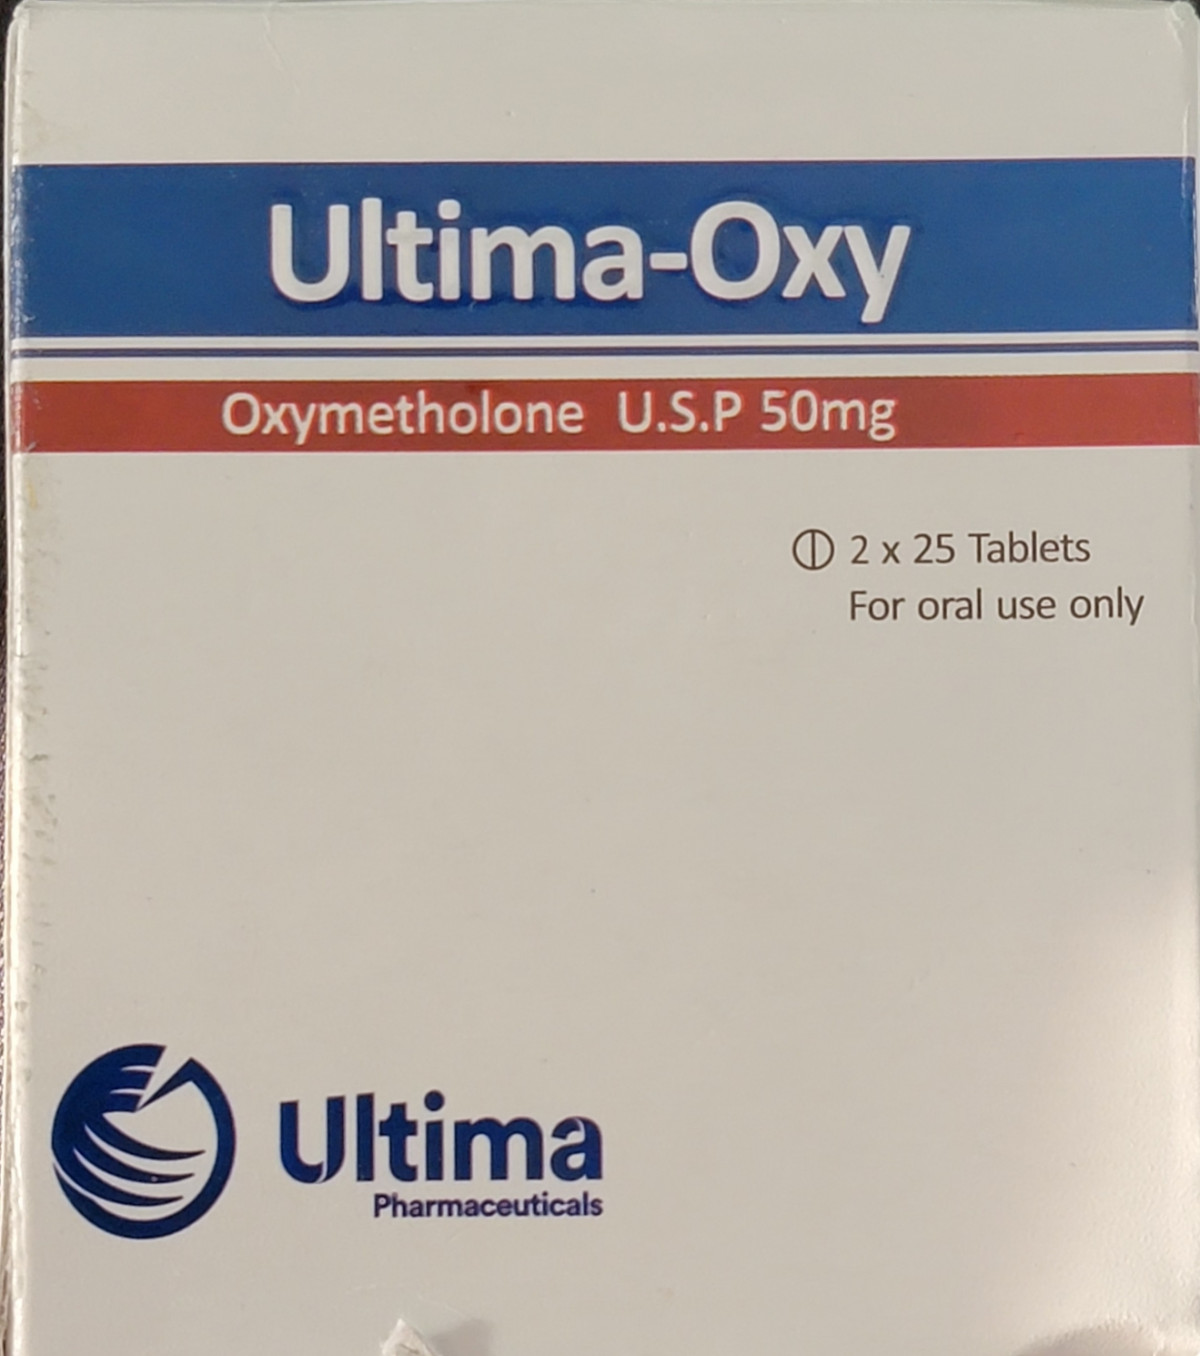 Ultima-Oxy
Oxymetholone U.S.P 50mg
2 x 25 Tablets
For oral use only
Ultima
Pharmaceuticals